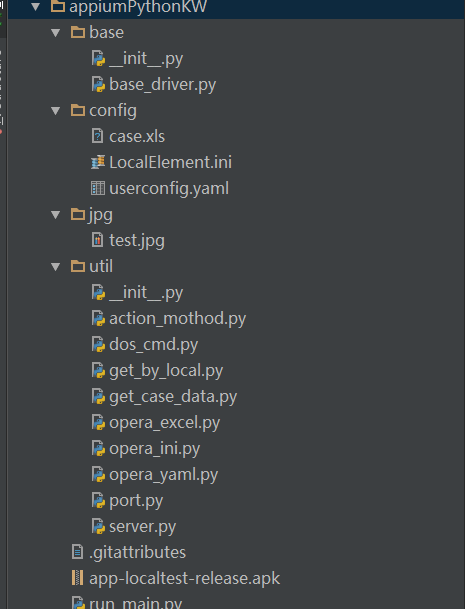 appiumPythonKW
base
__init__.py
base_driver.py
config
case.xls
LocalElement.ini
userconfig.yaml
jpg
test.jpg
util
__init__.py
action_mothod.py
dos_cmd.py
get_by_local.py
get_case_data.py
opera_excel.py
opera_ini.py
opera_yaml.py
port.py
server.py
.gitattributes
app-localtest-release.apk
run_main.py